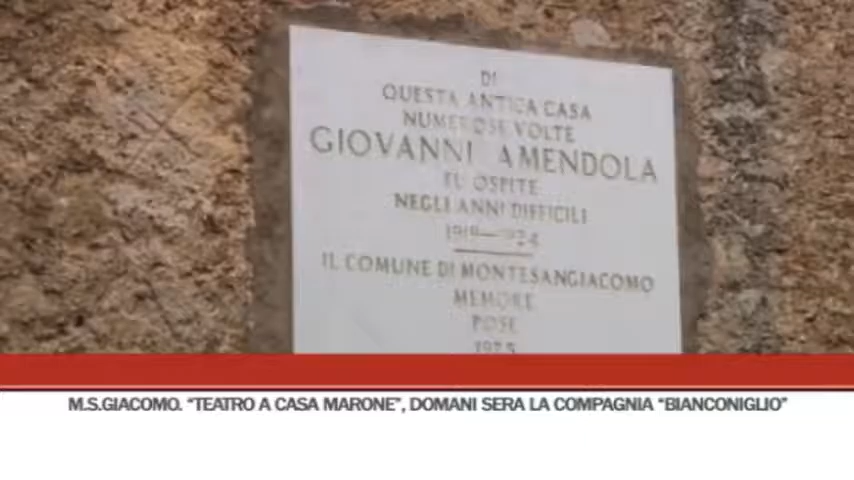 DI
QUESTA ANTICA CASA
NUMEROSE VOLTE
GIOVANNI AMENDOLA
FU OSPITE
NEGLI ANNI DIFFICILI
IL COMUNE DI MONTESANGIACOMO
MEMORE
POSE
M.S.GIACOMO. "TEATRO A CASA MARONE", DOMANI SERA LA COMPAGNIA "BIANCONIGLIO"